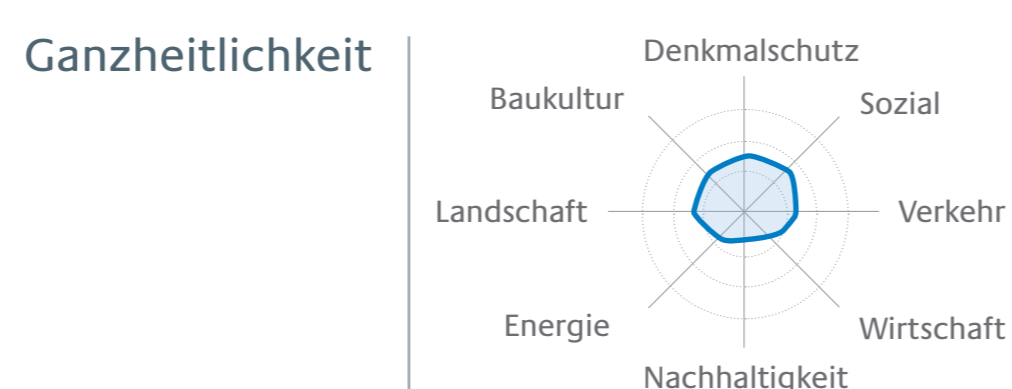 Ganzheitlichkeit
Denkmalschutz
Baukultur
Sozial
Landschaft
Verkehr
Energie
Wirtschaft
Nachhaltigkeit